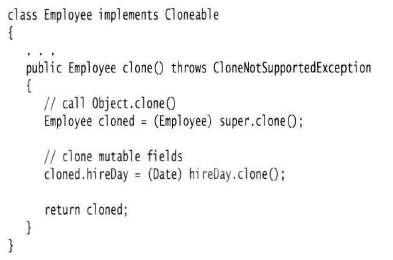 class Employee implements Cloneable
{
. . .
public Employee clone() throws CloneNotSupportedException
{
// call Object.clone()
Employee cloned = (Employee) super.clone();
// clone mutable fields
cloned.hireDay = (Date) hireDay.clone();
return cloned;
}
}